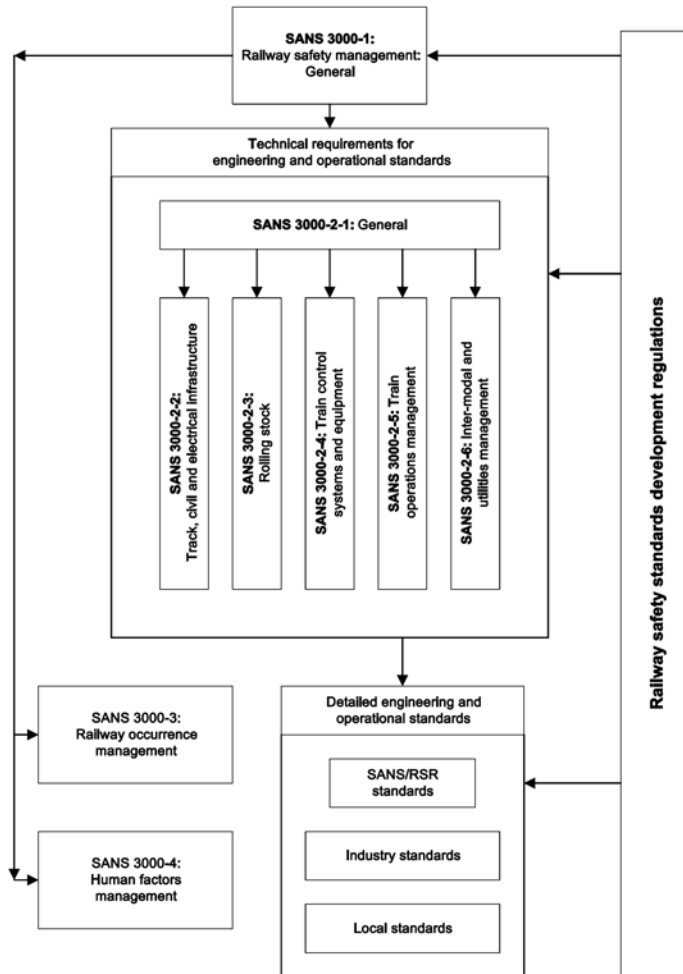 SANS 3000-1:
Railway safety management:
General
Technical requirements for
engineering and operational standards
SANS 3000-2-1: General
SANS 3000-2-2:
Track, civil and electrical infrastructure
SANS 3000-2-3:
Rolling stock
SANS 3000-2-4: Train control
systems and equipment
SANS 3000-2-5: Train
operations management
SANS 3000-2-6: Inter-modal and
utilities management
SANS 3000-3:
Railway occurrence
management
SANS 3000-4:
Human factors
management
Detailed engineering and
operational standards
SANS/RSR
standards
Industry standards
Local standards
Railway safety standards development regulations